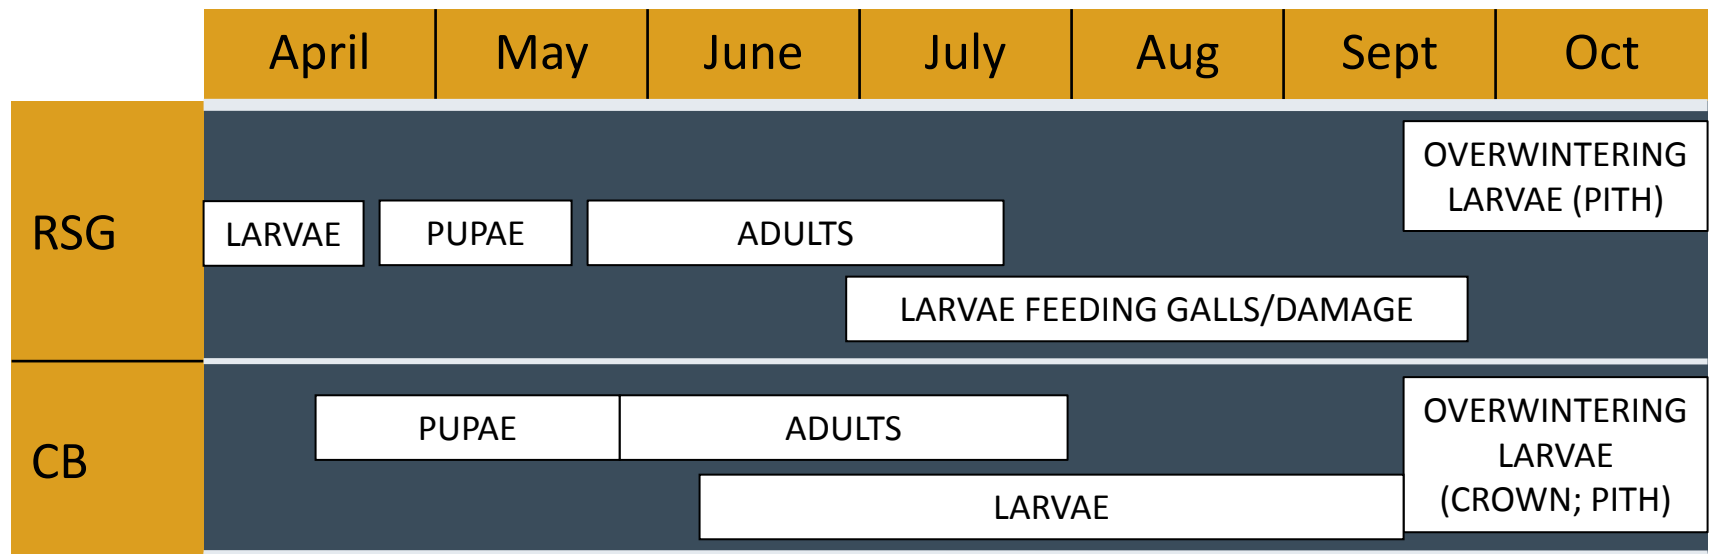 April May June July Aug Sept Oct
RSG
OVERWINTERING
LARVAE (PITH)
LARVAE PUPAE ADULTS
LARVAE FEEDING GALLS/DAMAGE
CB
PUPAE ADULTS
LARVAE
OVERWINTERING
LARVAE
(CROWN; PITH)